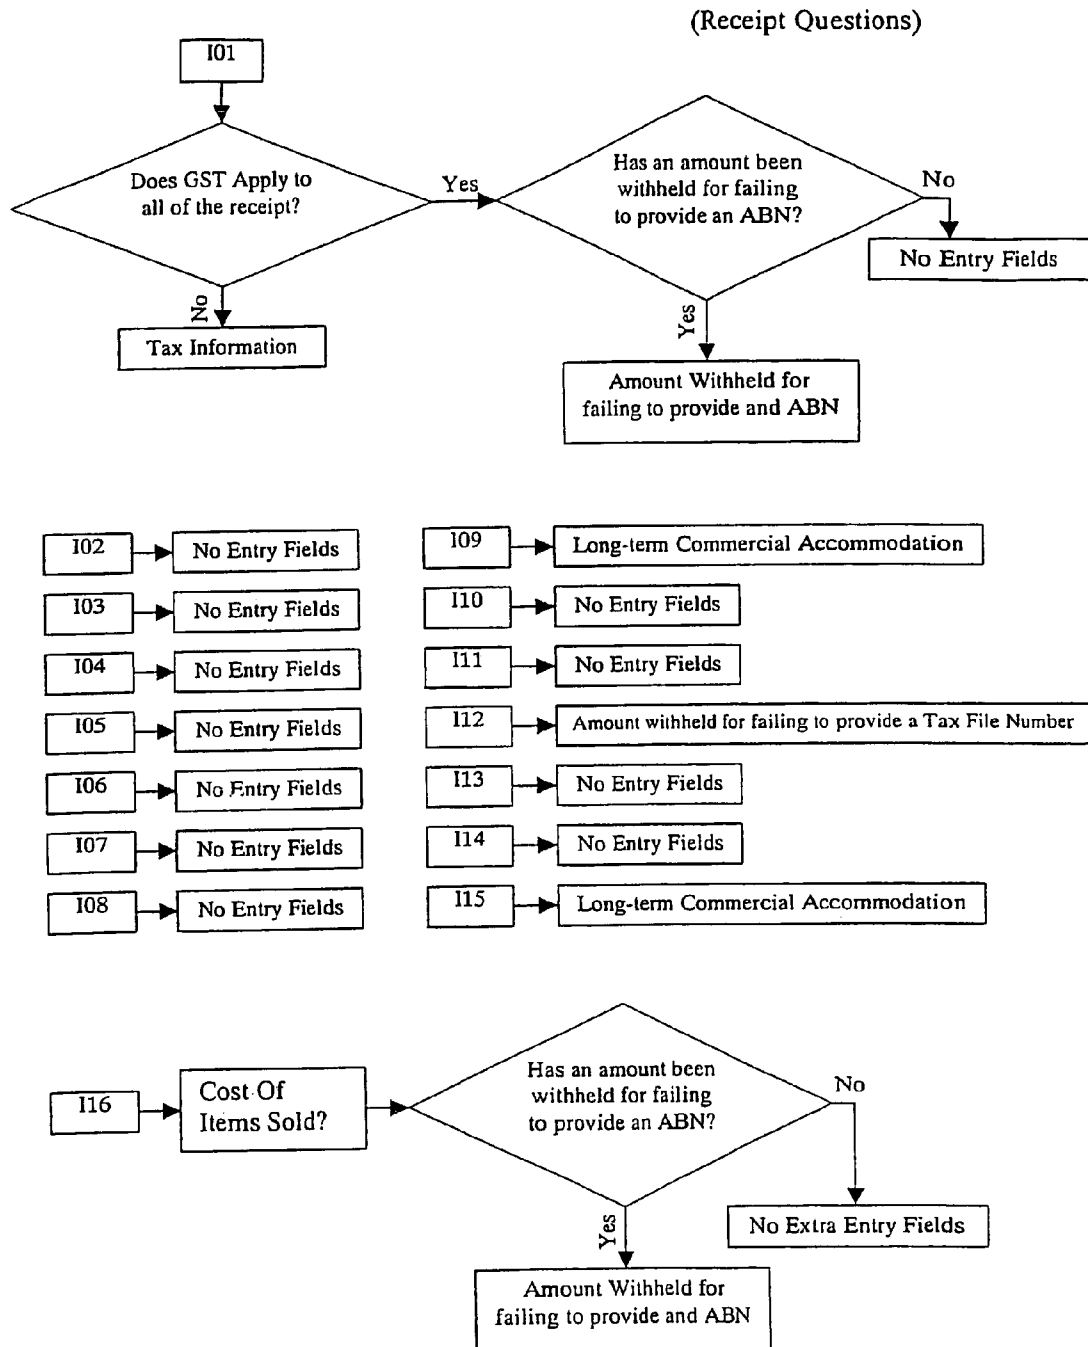 (Receipt Questions)
I01
Does GST Apply to
all of the receipt?
Yes
Has an amount been
withheld for failing
to provide an ABN?
No
No Entry Fields
No
Tax Information
Yes
Amount Withheld for
failing to provide and ABN
I02
No Entry Fields
I03
No Entry Fields
I04
No Entry Fields
I05
No Entry Fields
I06
No Entry Fields
I07
No Entry Fields
I08
No Entry Fields
I09
Long-term Commercial Accommodation
I10
No Entry Fields
I11
No Entry Fields
I12
Amount withheld for failing to provide a Tax File Number
I13
No Entry Fields
I14
No Entry Fields
I15
Long-term Commercial Accommodation
I16
Cost Of
Items Sold?
Has an amount been
withheld for failing
to provide an ABN?
No
No Extra Entry Fields
Yes
Amount Withheld for
failing to provide and ABN